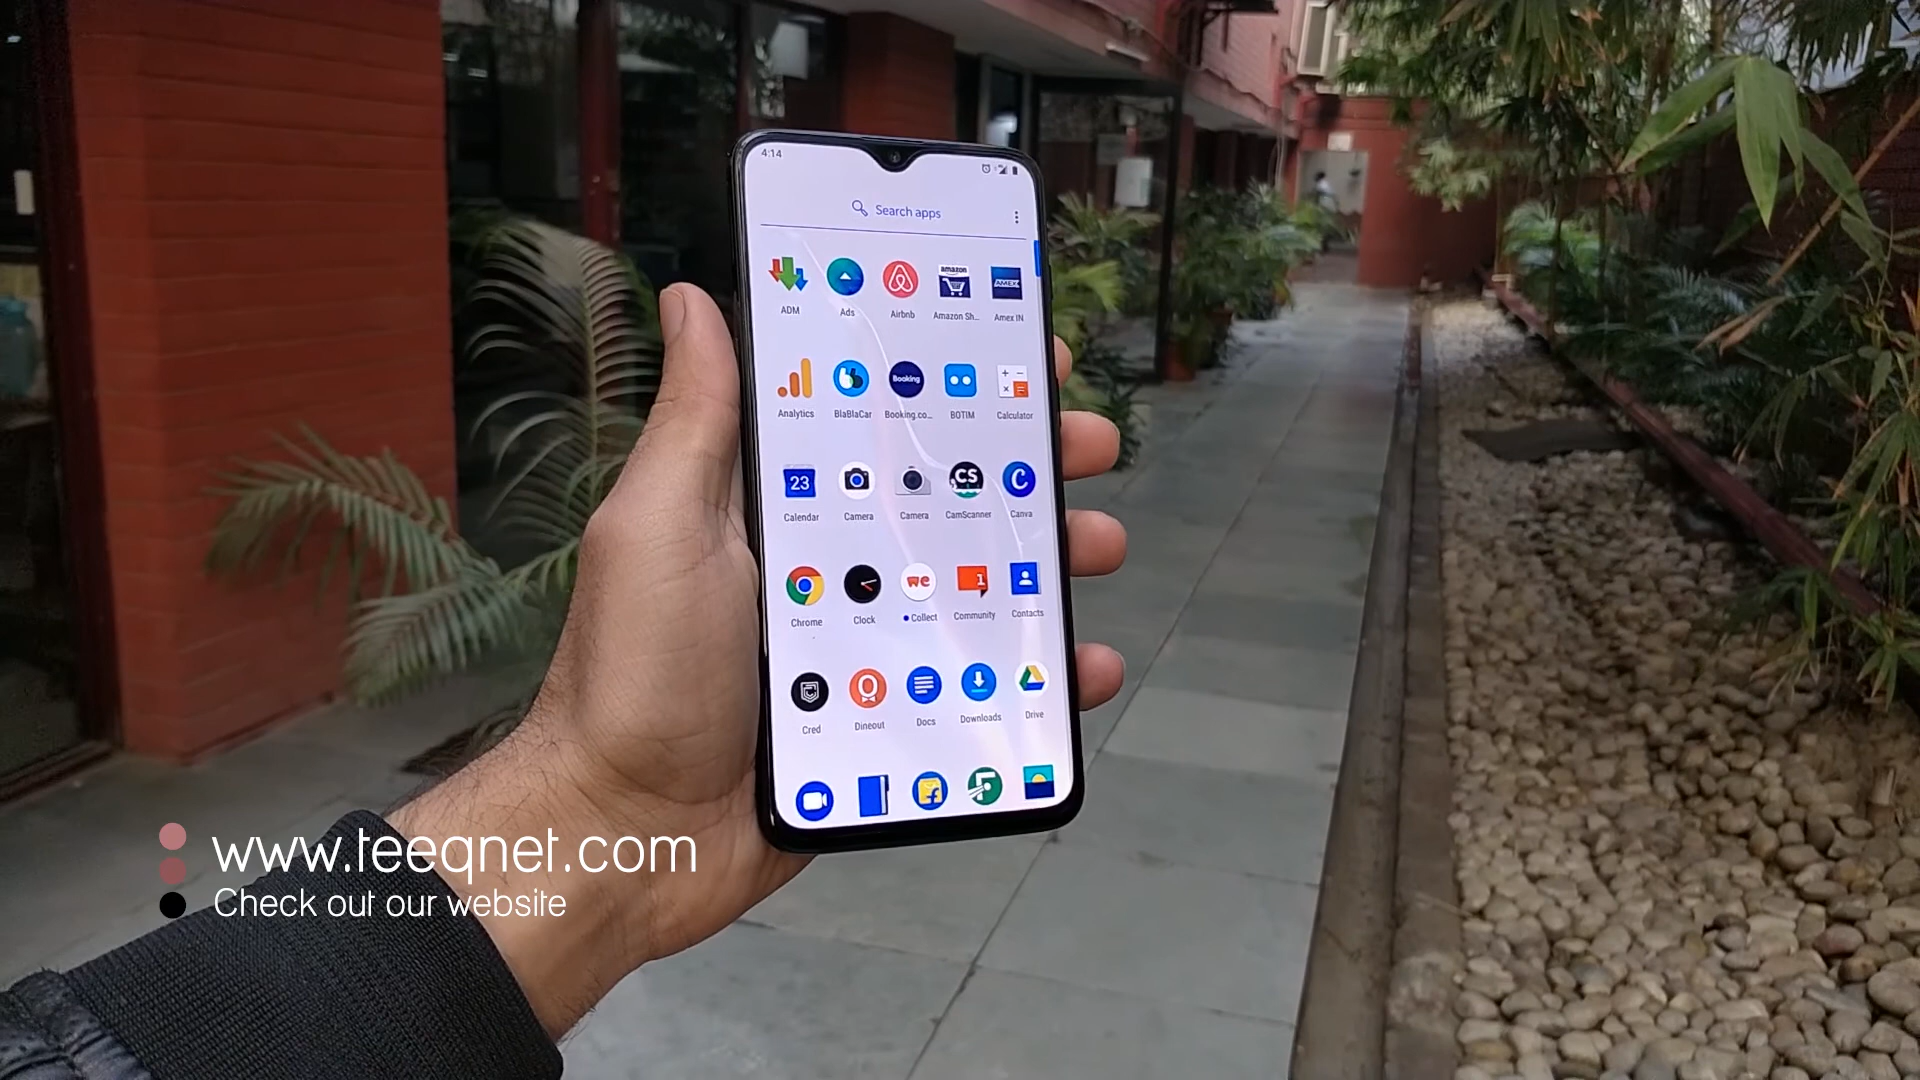 4:14
Search apps
ADM
Ads
Airbnb
amazon
Amazon Sh...
AMEX
Amex IN
Analytics
BlaBlaCar
Booking
Booking.co...
BOTIM
Calculator
23
Calendar
Camera
Camera
CS
CamScanner
C
Canva
Chrome
Clock
we
Collect
1
Community
Contacts
Cred
Dineout
Docs
Downloads
Drive
www.teeqnet.com
Check out our website